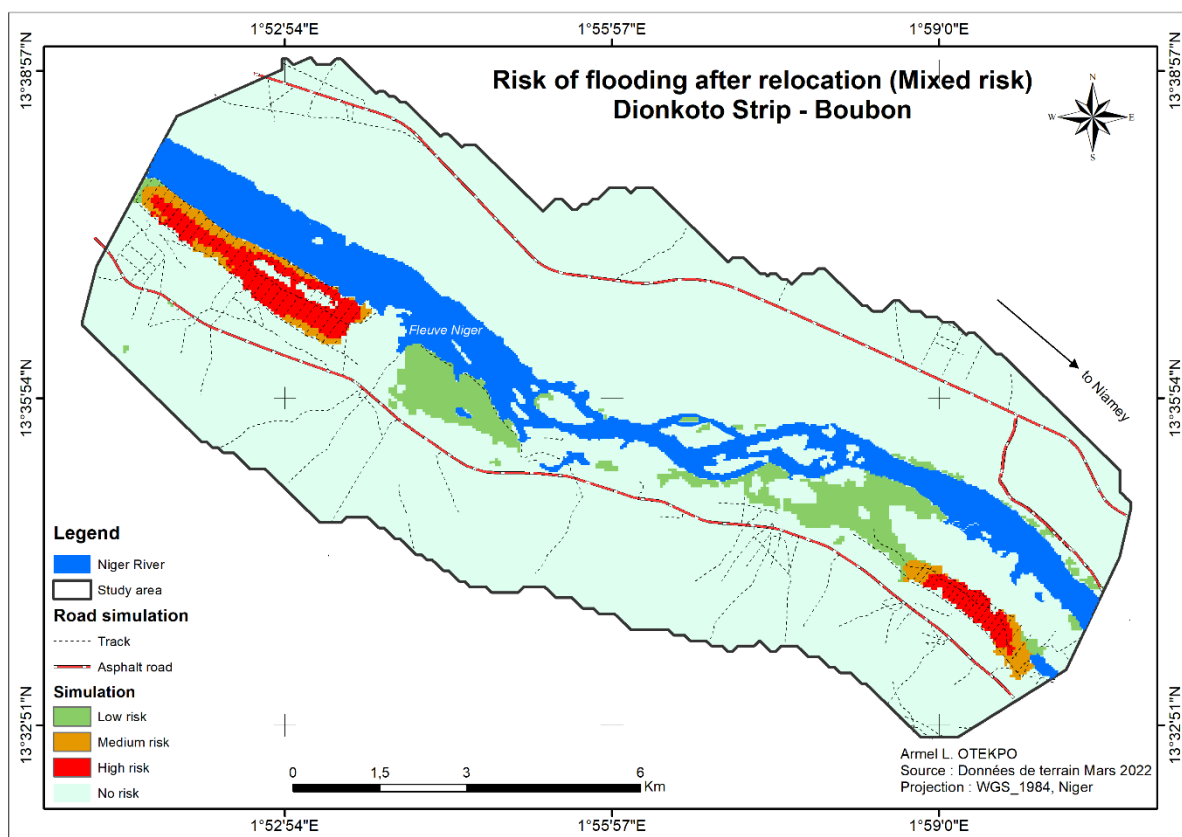 1°52'54"E
1°55'57"E
1°59'0"E
13°38'57"N
13°38'57"N
Risk of flooding after relocation (Mixed risk)
Dionkoto Strip - Boubon
N
W
E
S
Fleuve Niger
to Niamey
13°35'54"N
13°35'54"N
Legend
Niger River
Study area
Road simulation
Track
Asphalt road
Simulation
Low risk
Medium risk
High risk
No risk
13°32'51"N
13°32'51"N
0
1,5
3
6
Km
Armel L. OTEKPO
Source : Données de terrain Mars 2022
Projection : WGS_1984, Niger
1°52'54"E
1°55'57"E
1°59'0"E